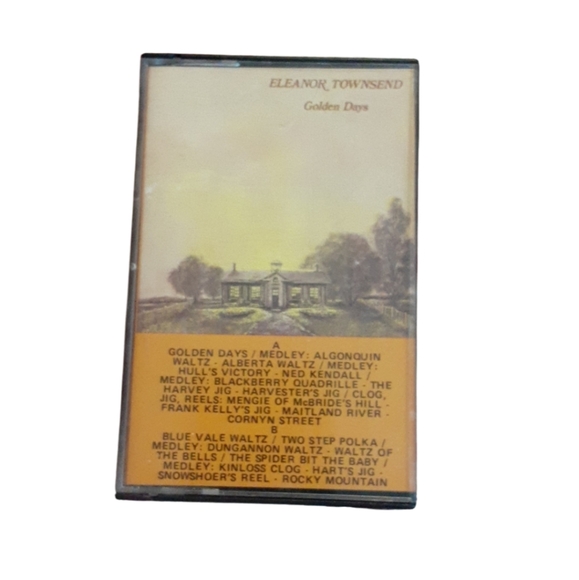 ELEANOR TOWNSEND
Golden Days
A
GOLDEN DAYS / MEDLEY: ALGONQUIN
WALTZ - ALBERTA WALTZ / MEDLEY:
HULL'S VICTORY - NED KENDALL /
MEDLEY: BLACKBERRY QUADRILLE - THE
HARVEY JIG - HARVESTER'S JIG / CLOG,
JIG, REELS: MENGIE OF McBRIDE'S HILL -
FRANK KELLY'S JIG - MAITLAND RIVER -
CORNYN STREET
B
BLUE VALE WALTZ / TWO STEP POLKA /
MEDLEY: DUNGANNON WALTZ - WALTZ OF
THE BELLS / THE SPIDER BIT THE BABY /
MEDLEY: KINLOSS CLOG - HART'S JIG -
SNOWSHOER'S REEL - ROCKY MOUNTAIN